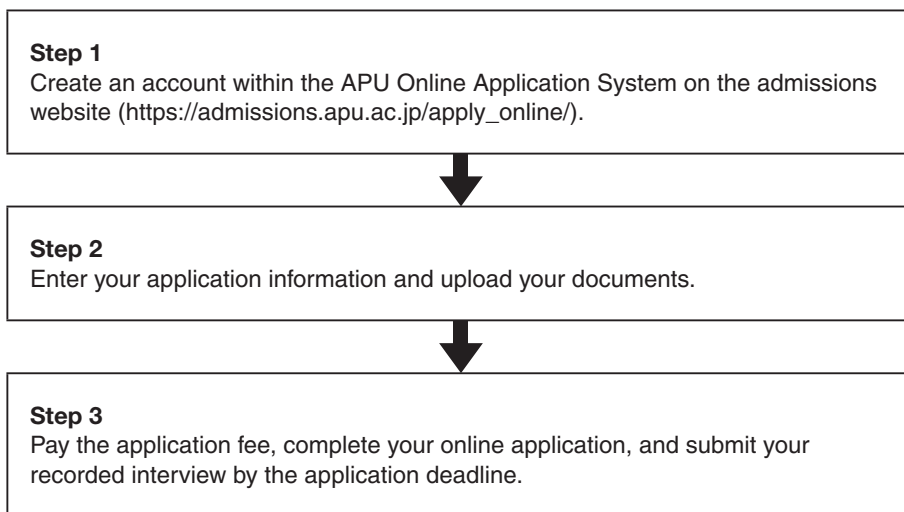 Step 1
Create an account within the APU Online Application System on the admissions
website (https://admissions.apu.ac.jp/apply_online/).
Step 2
Enter your application information and upload your documents.
Step 3
Pay the application fee, complete your online application, and submit your
recorded interview by the application deadline.